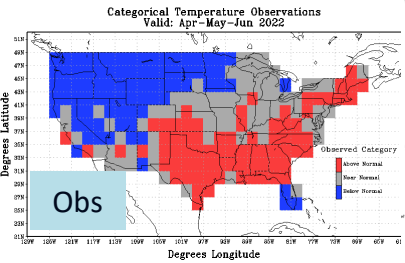 Categorical Temperature Observations
Valid: Apr-May-Jun 2022
51N
49N
47N
45N
43N
41N
39N
37N
35N
33N
31N
29N
27N
25N
23N
21N
Degrees Latitude
Observed Category
Above Normal
Near Normal
Below Normal
Obs
129W 125W 121W 117W 113W 109W 105W 101W 97W 93W 89W 85W 81W 77W 73W 69W 65W
Degrees Longitude